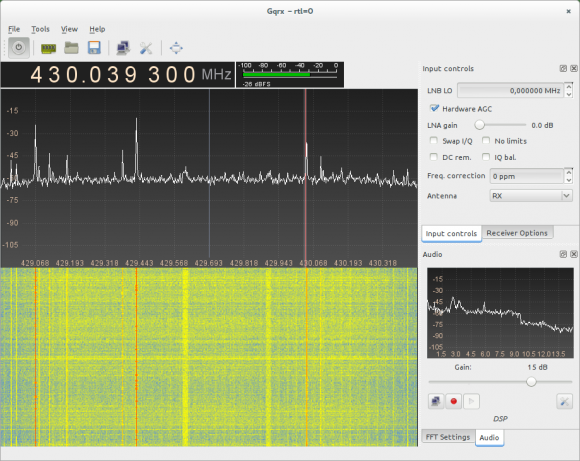 Gqrx - rtl=0
File Tools View Help
430.039 300 MHz
-100 -80 -60 -40 -20 0
-26 dBFS
-15
-30
-45
-60
-75
-90
-105
429.068 429.193 429.318 429.443 429.568 429.693 429.818 429.943 430.068 430.193 430.318
Input controls
LNB LO 0,000000 MHz
Hardware AGC
LNA gain 0.0 dB
Swap I/Q No limits
DC rem. IQ bal.
Freq. correction 0 ppm
Antenna RX
Input controls Receiver Options
Audio
-15
-30
-45
-60
-75
-90
-105
1.5 3.0 4.5 6.0 7.5 9.0 10.5 12.0 13.5
Gain: 15 dB
DSP
FFT Settings Audio